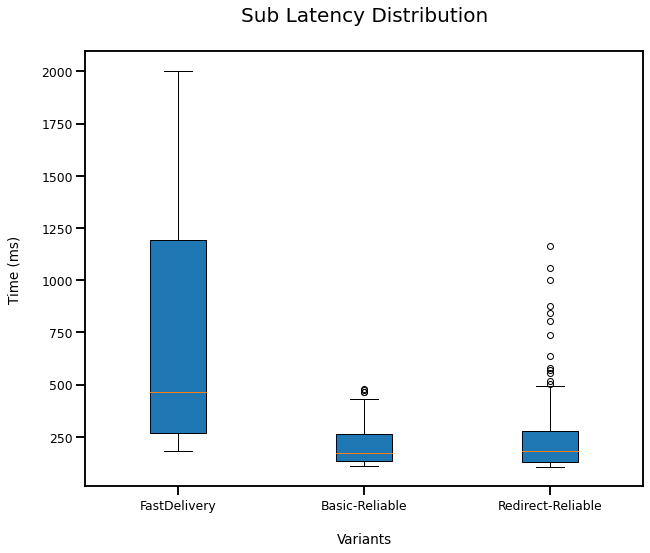 Sub Latency Distribution
Time (ms)
2000
1750
1500
1250
1000
750
500
250
FastDelivery
Basic-Reliable
Redirect-Reliable
Variants